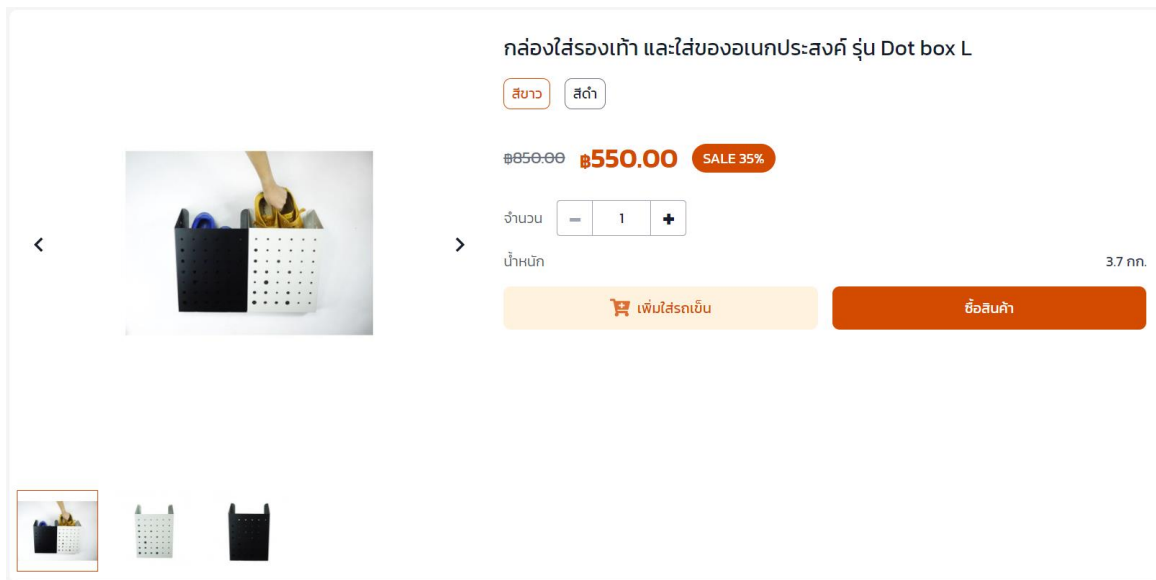 กล่องใส่รองเท้า และใส่ของอเนกประสงค์ รุ่น Dot box L
สีขาว สีดำ
฿850.00 ฿550.00 SALE 35%
จำนวน 1
น้ำหนัก 3.7 กก.
เพิ่มใส่รถเข็น ซื้อสินค้า